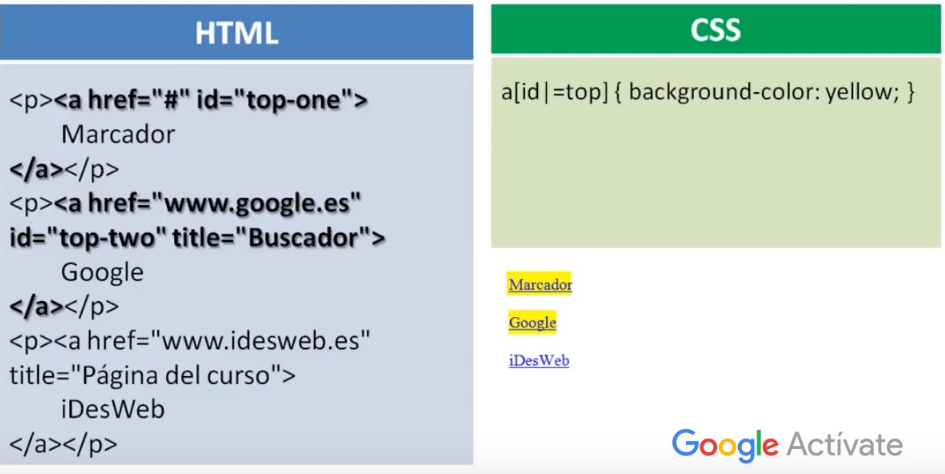 HTML
<p><a href="#" id="top-one">
Marcador
</a></p>
<p><a href="www.google.es"
id="top-two" title="Buscador">
Google
</a></p>
<p><a href="www.idesweb.es"
title="Página del curso">
iDesWeb
</a></p>
CSS
a[id|=top] { background-color: yellow; }
Marcador
Google
iDesWeb
Google Actívate